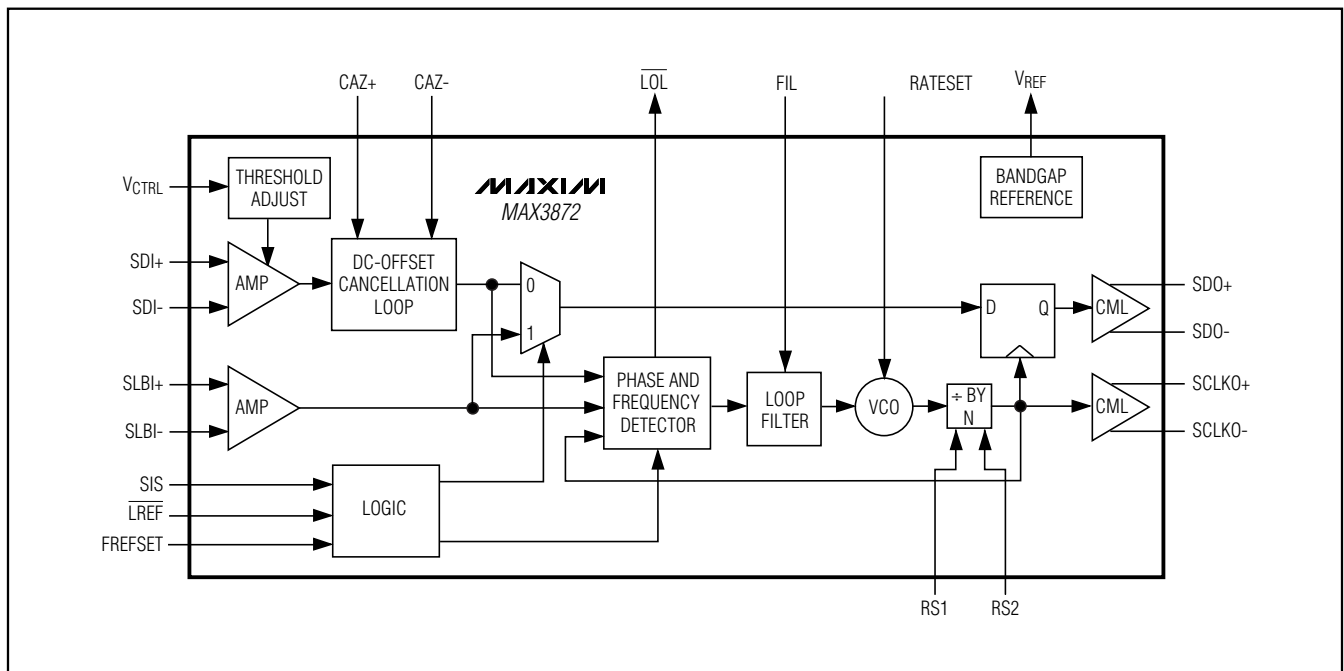 CAZ+
CAZ-
LOL
FIL
RATESET
VREF
VCTRL
THRESHOLD
ADJUST
MAXIM
MAX3872
BANDGAP
REFERENCE
SDI+
SDI-
AMP
DC-OFFSET
CANCELLATION
LOOP
0
1
D
Q
CML
SDO+
SDO-
SLBI+
SLBI-
AMP
PHASE AND
FREQUENCY
DETECTOR
LOOP
FILTER
VCO
÷ BY
N
CML
SCLKO+
SCLKO-
SIS
LREF
FREFSET
LOGIC
RS1
RS2